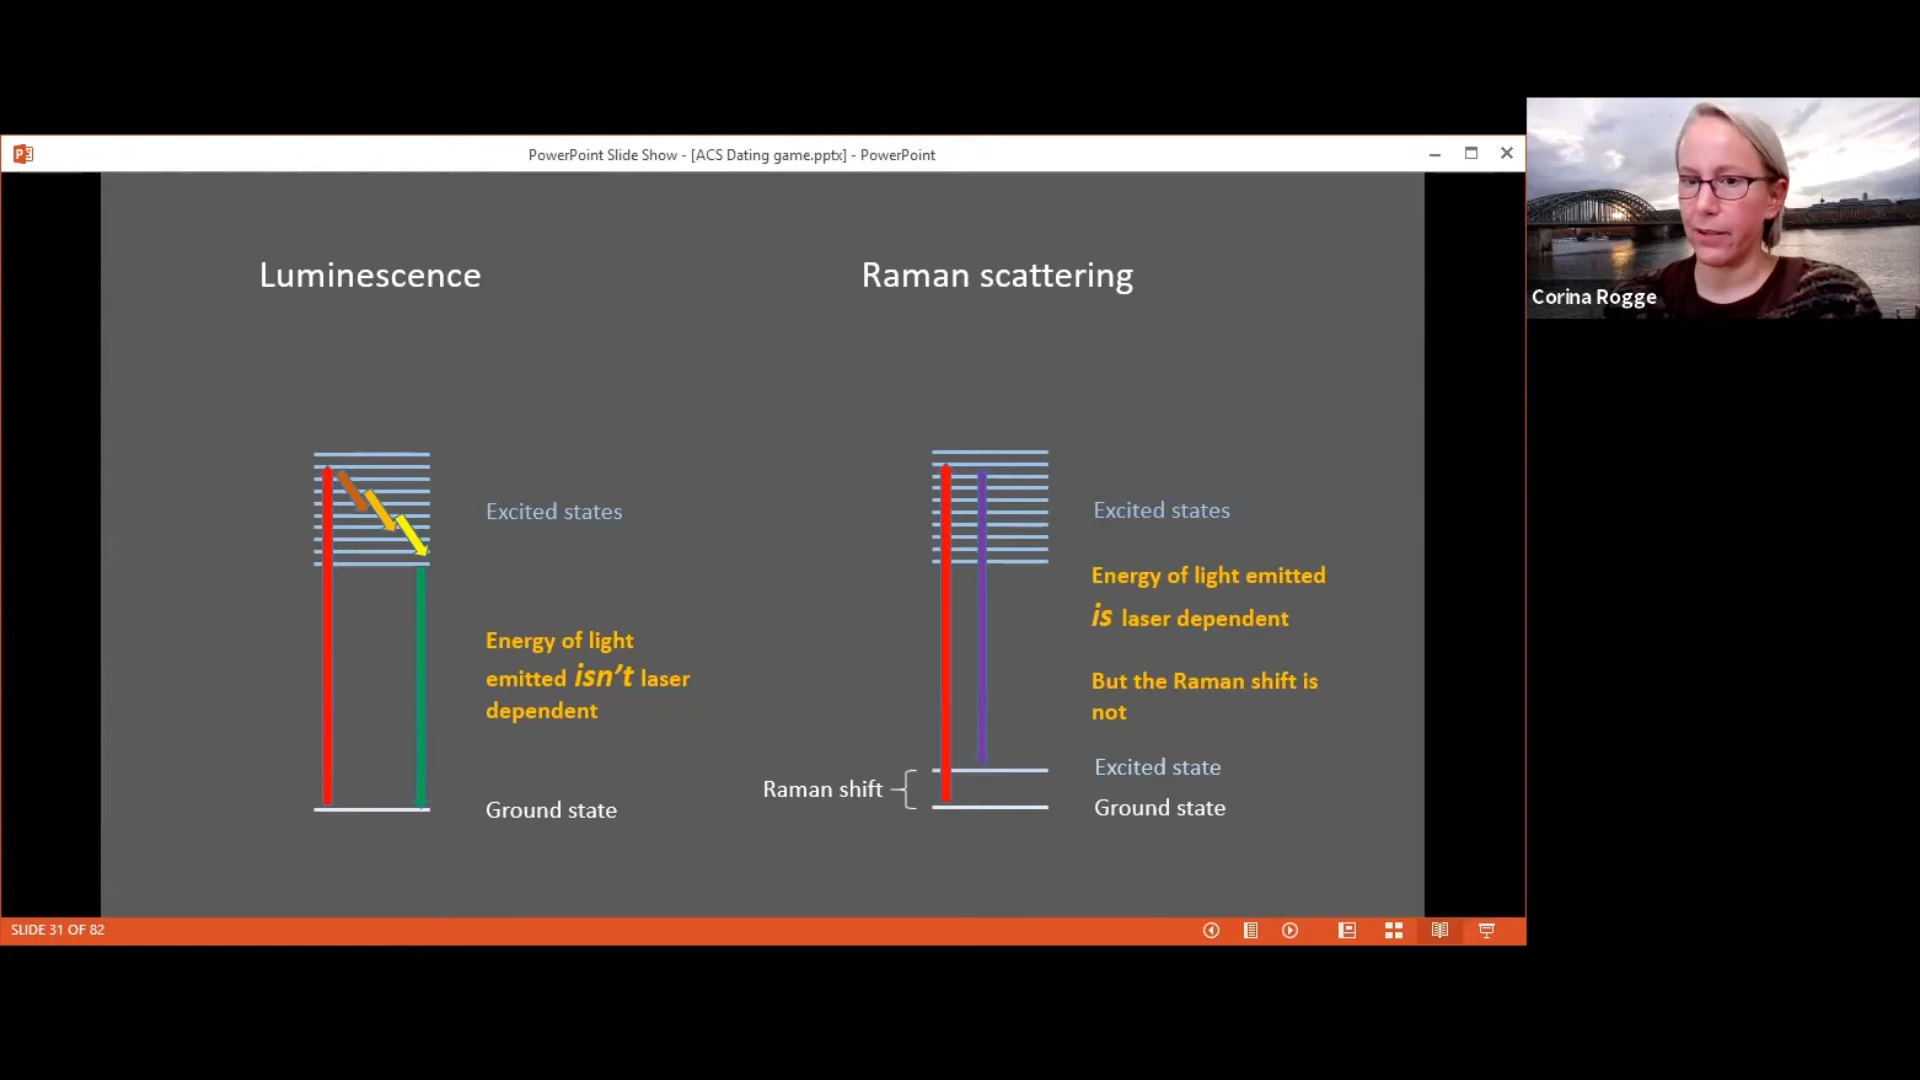 PowerPoint Slide Show - [ACS Dating game.pptx] - PowerPoint
Luminescence
Raman scattering
Excited states
Energy of light
emitted isn't laser
dependent
Ground state
Excited states
Energy of light emitted
is laser dependent
But the Raman shift is
not
Excited state
Raman shift
Ground state
Corina Rogge
SLIDE 31 OF 82